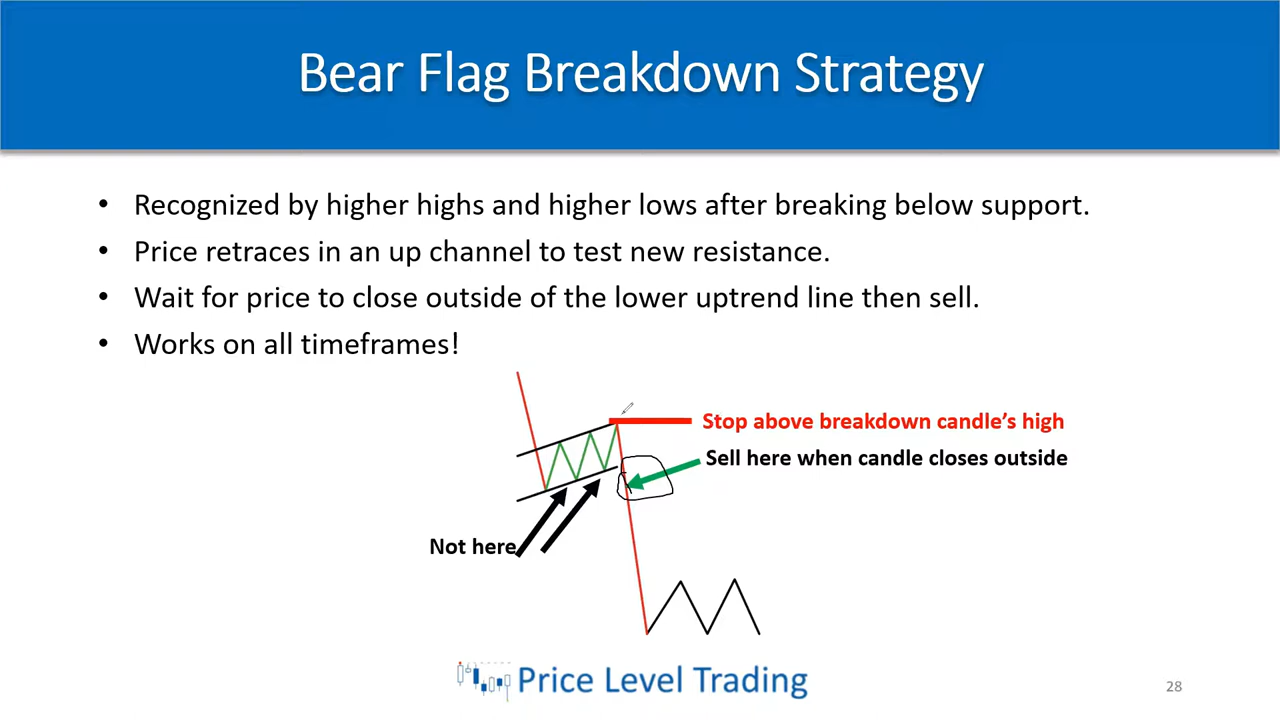 Bear Flag Breakdown Strategy
• Recognized by higher highs and higher lows after breaking below support.
• Price retraces in an up channel to test new resistance.
• Wait for price to close outside of the lower uptrend line then sell.
• Works on all timeframes!
Stop above breakdown candle's high
Sell here when candle closes outside
Not here
Price Level Trading
28